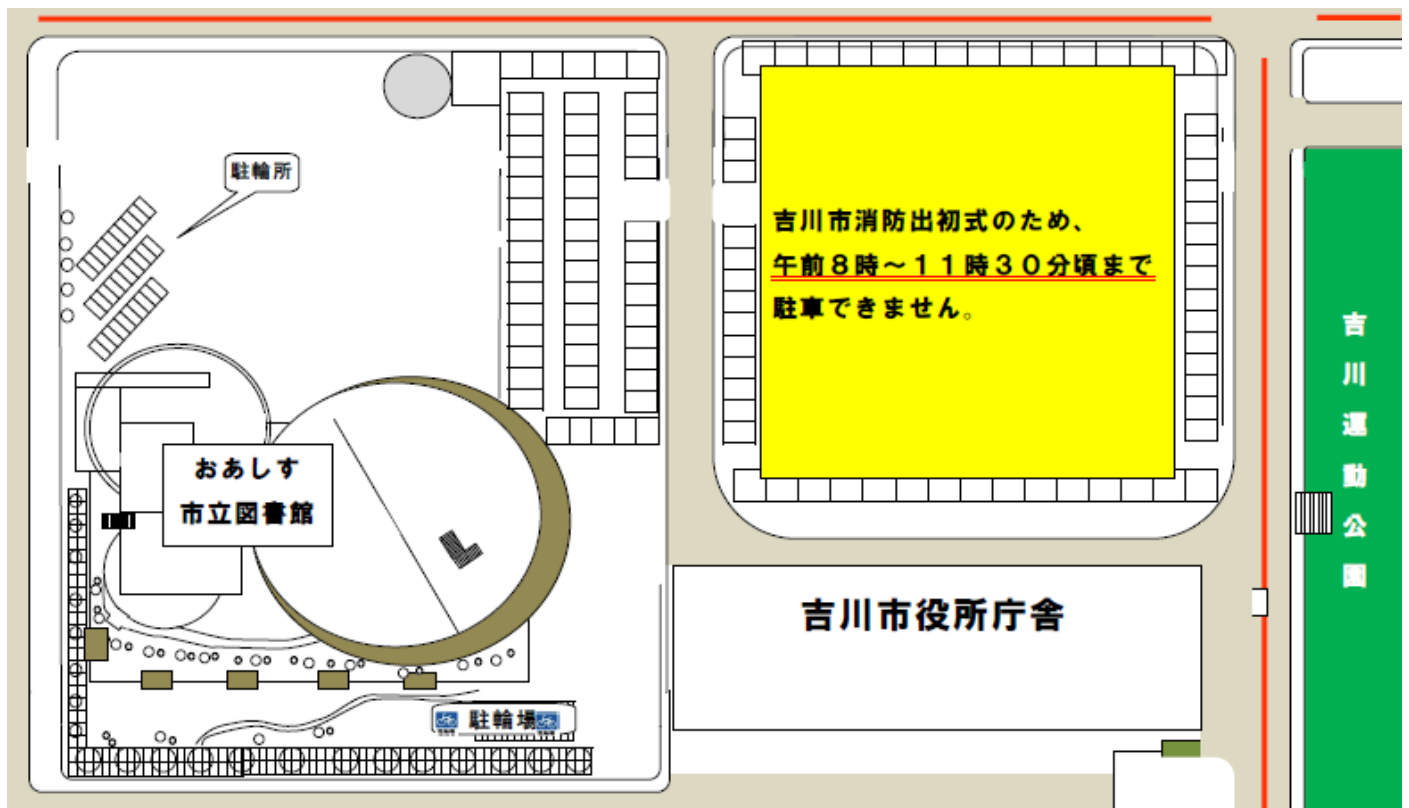 駐輪所
吉川市消防出初式のため、
午前８時～１１時３０分頃まで
駐車できません。
おあしす
市立図書館
吉川市役所庁舎
吉川運動公園
駐輪場